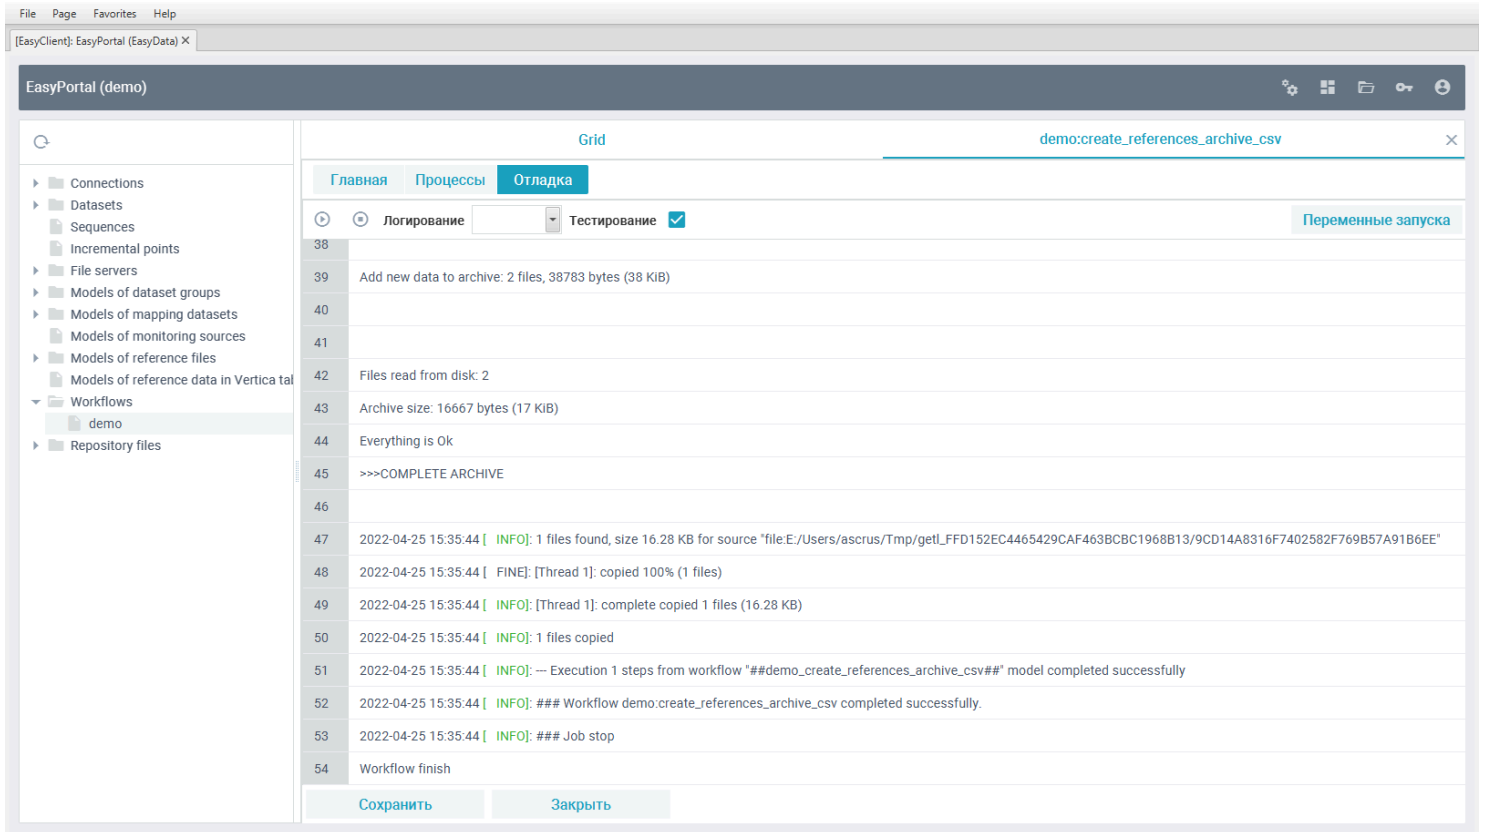 File Page Favorites Help
[EasyClient]: EasyPortal (EasyData) ✕
EasyPortal (demo)
Grid
demo:create_references_archive_csv
Connections
Datasets
Sequences
Incremental points
File servers
Models of dataset groups
Models of mapping datasets
Models of monitoring sources
Models of reference files
Models of reference data in Vertica tal
Workflows
demo
Repository files
Главная Процессы Отладка
Логирование Тестирование Переменные запуска
38
39 Add new data to archive: 2 files, 38783 bytes (38 KiB)
40
41
42 Files read from disk: 2
43 Archive size: 16667 bytes (17 KiB)
44 Everything is Ok
45 >>>COMPLETE ARCHIVE
46
47 2022-04-25 15:35:44 [ INFO]: 1 files found, size 16.28 KB for source "file:E:/Users/ascrus/Tmp/getl_FFD152EC4465429CAF463BCBC1968B13/9CD14A8316F7402582F769B57A91B6EE"
48 2022-04-25 15:35:44 [ FINE]: [Thread 1]: copied 100% (1 files)
49 2022-04-25 15:35:44 [ INFO]: [Thread 1]: complete copied 1 files (16.28 KB)
50 2022-04-25 15:35:44 [ INFO]: 1 files copied
51 2022-04-25 15:35:44 [ INFO]: --- Execution 1 steps from workflow "##demo_create_references_archive_csv##" model completed successfully
52 2022-04-25 15:35:44 [ INFO]: ### Workflow demo:create_references_archive_csv completed successfully.
53 2022-04-25 15:35:44 [ INFO]: ### Job stop
54 Workflow finish
Сохранить Закрыть